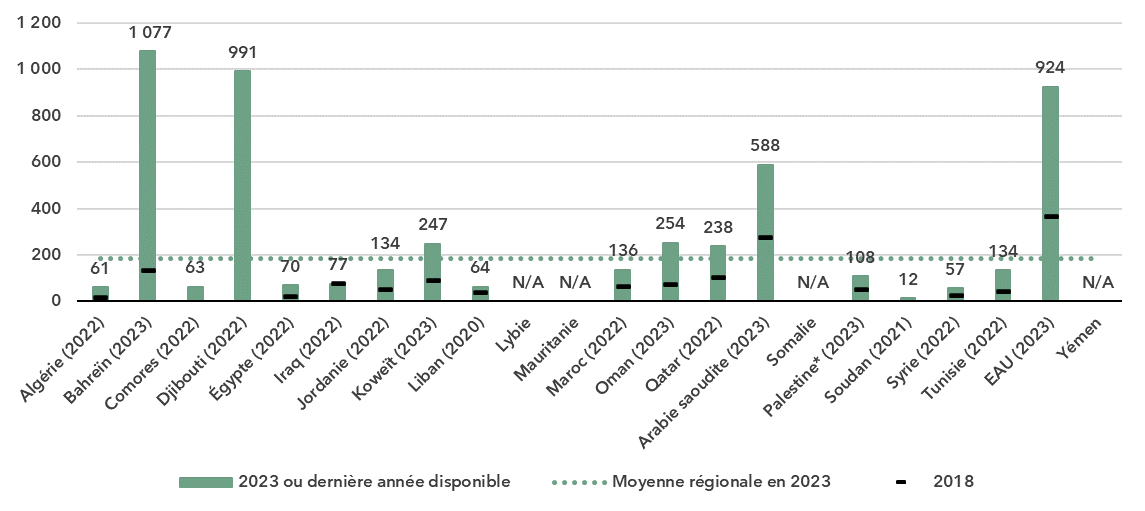 1 200
1 000
800
600
400
200
0
61
1 077
63
991
70
77
134
247
64
N/A
N/A
136
254
238
588
N/A
108
12
57
134
924
N/A
Algérie (2022)
Bahreïn (2023)
Comores (2022)
Djibouti (2022)
Égypte (2022)
Iraq (2022)
Jordanie (2022)
Koweït (2023)
Liban (2020)
Lybie
Mauritanie
Maroc (2022)
Oman (2023)
Qatar (2022)
Arabie saoudite (2023)
Somalie
Palestine* (2023)
Soudan (2021)
Syrie (2022)
Tunisie (2022)
EAU (2023)
Yémen
2023 ou dernière année disponible
Moyenne régionale en 2023
2018